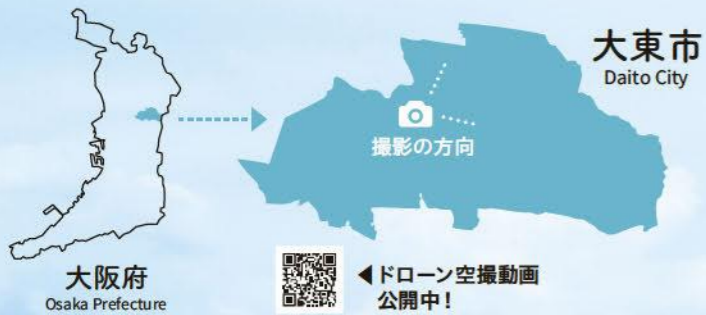 大東市
Daito City
撮影の方向
大阪府
Osaka Prefecture
◀ドローン空撮動画
公開中！